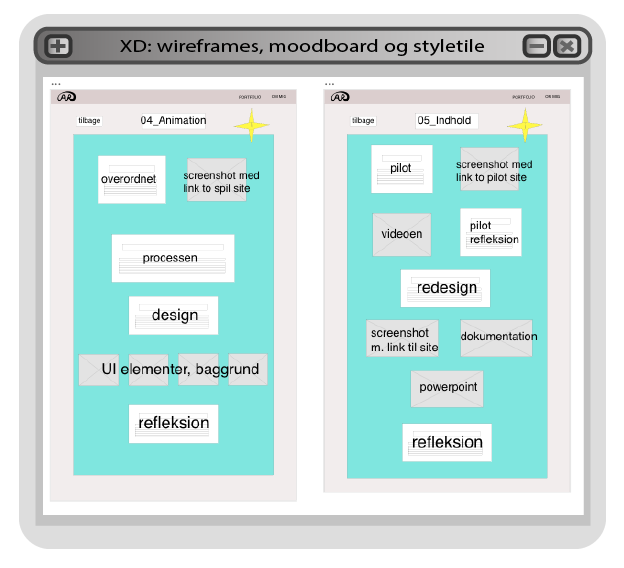 XD: wireframes, moodboard og styletile
AR
PORTFOLIO OM MIG
tilbage
04_Animation
overordnet
screenshot med
link to spil site
processen
design
UI elementer, baggrund
refleksion
AR
PORTFOLIO OM MIG
tilbage
05_Indhold
pilot
screenshot med
link to pilot site
videoen
pilot
refleksion
redesign
screenshot
m. link til site
dokumentation
powerpoint
refleksion